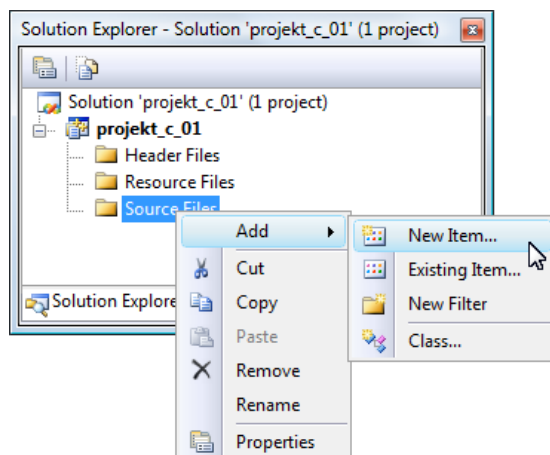 Solution Explorer - Solution 'projekt_c_01' (1 project)
Solution 'projekt_c_01' (1 project)
projekt_c_01
Header Files
Resource Files
Source Files
Add
New Item...
Cut
Existing Item...
Solution Explore
Copy
New Filter
Paste
Class...
Remove
Rename
Properties